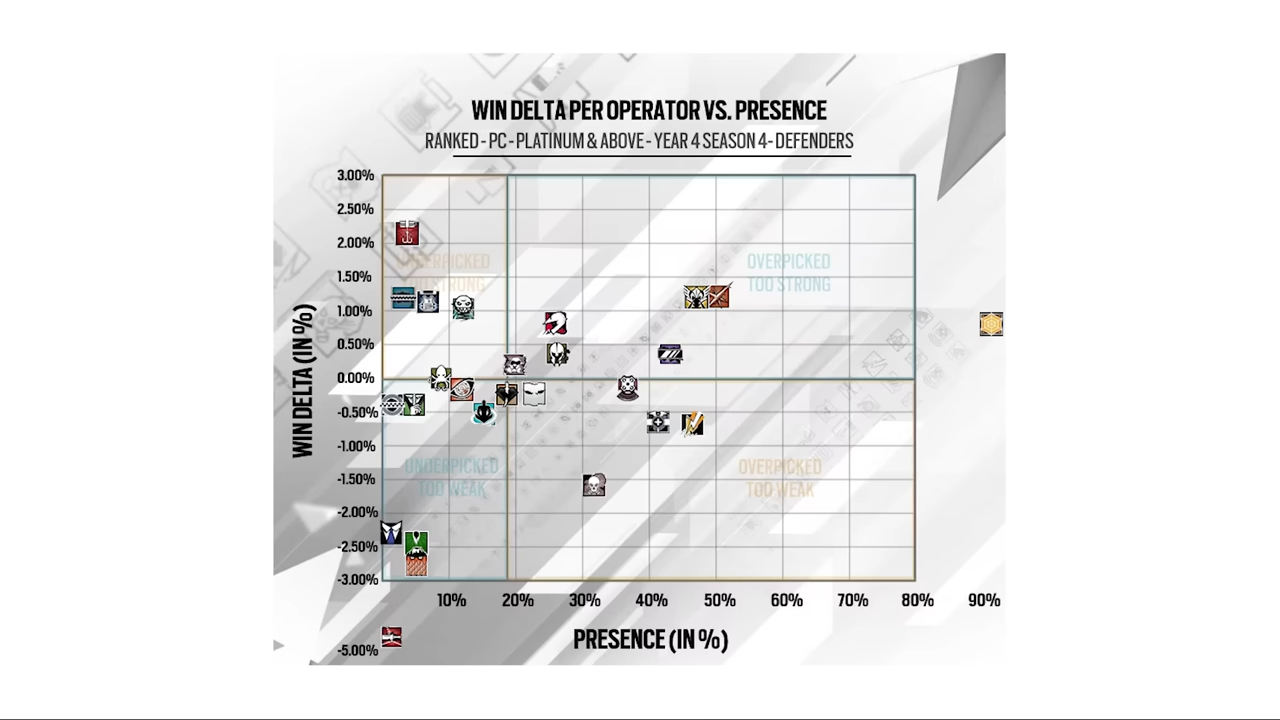 WIN DELTA PER OPERATOR VS. PRESENCE
RANKED - PC - PLATINUM & ABOVE - YEAR 4 SEASON 4 - DEFENDERS
3.00%
2.50%
2.00%
1.50%
1.00%
0.50%
0.00%
-0.50%
-1.00%
-1.50%
-2.00%
-2.50%
-3.00%
-5.00%
WIN DELTA (IN %)
UNDERPICKED
TOO STRONG
OVERPICKED
TOO STRONG
UNDERPICKED
TOO WEAK
OVERPICKED
TOO WEAK
10% 20% 30% 40% 50% 60% 70% 80% 90%
PRESENCE (IN %)